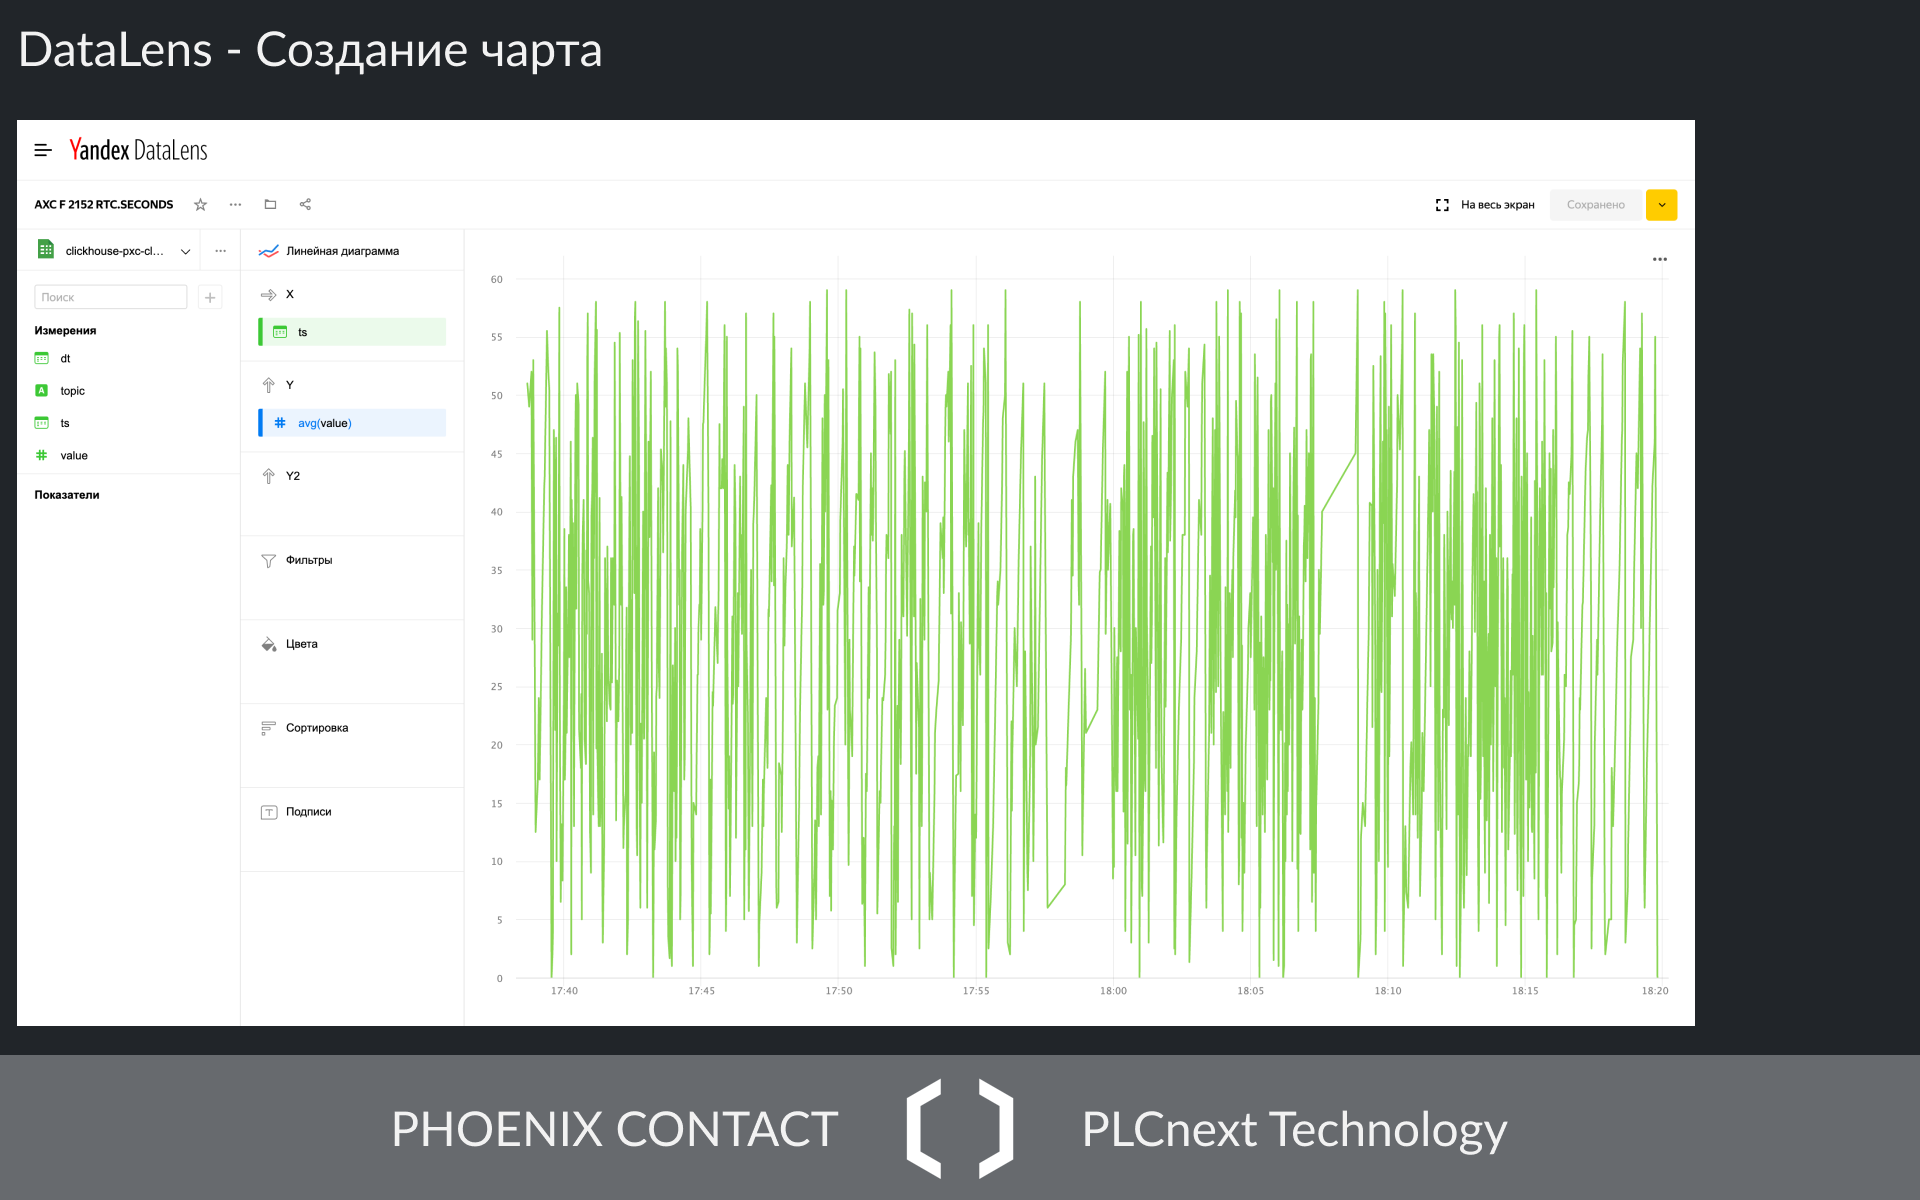 DataLens - Создание чарта
Yandex DataLens
AXC F 2152 RTC.SECONDS
На весь экран
Сохранено
clickhouse-pxc-cl...
Поиск
Измерения
dt
A
topic
ts
value
Показатели
Линейная диаграмма
X
ts
Y
avg(value)
Y2
Фильтры
Цвета
Сортировка
T
Подписи
60
55
50
45
40
35
30
25
20
15
10
5
0
17:40
17:45
17:50
17:55
18:00
18:05
18:10
18:15
18:20
PHOENIX CONTACT
PLCnext Technology